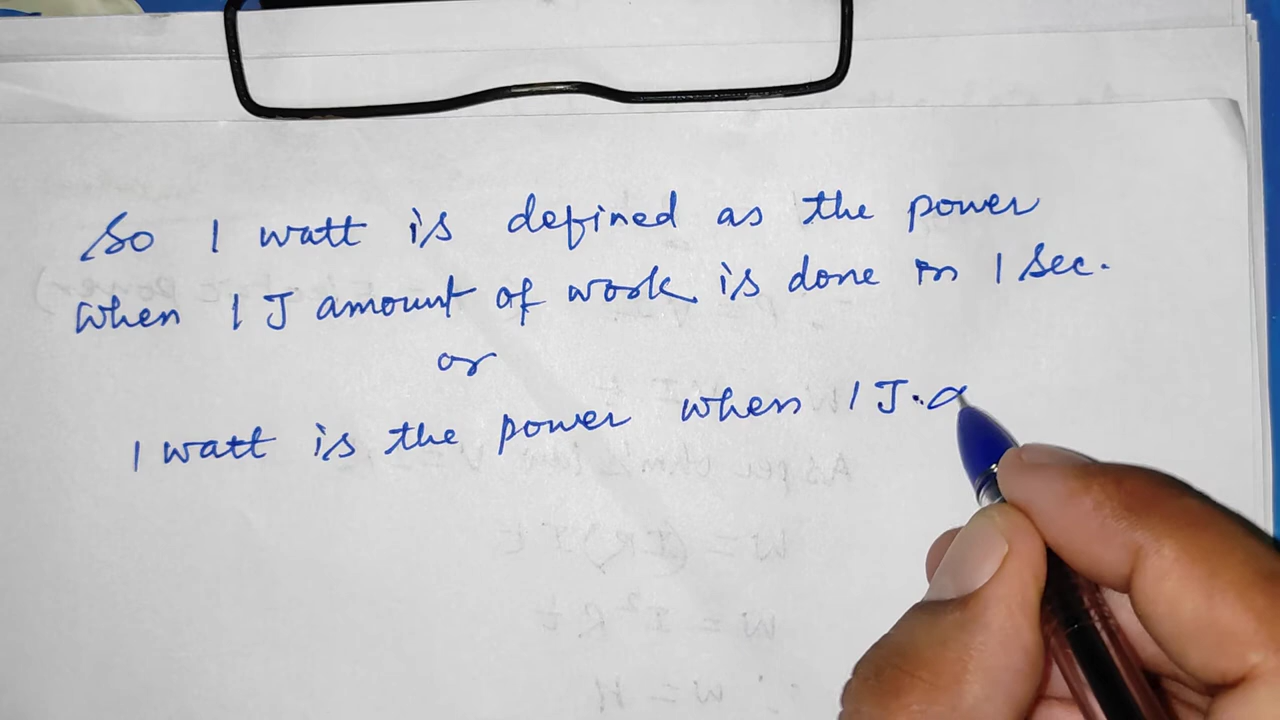 So 1 watt is defined as the power
when 1 J amount of work is done in 1 sec.
or
1 watt is the power when 1 J. a